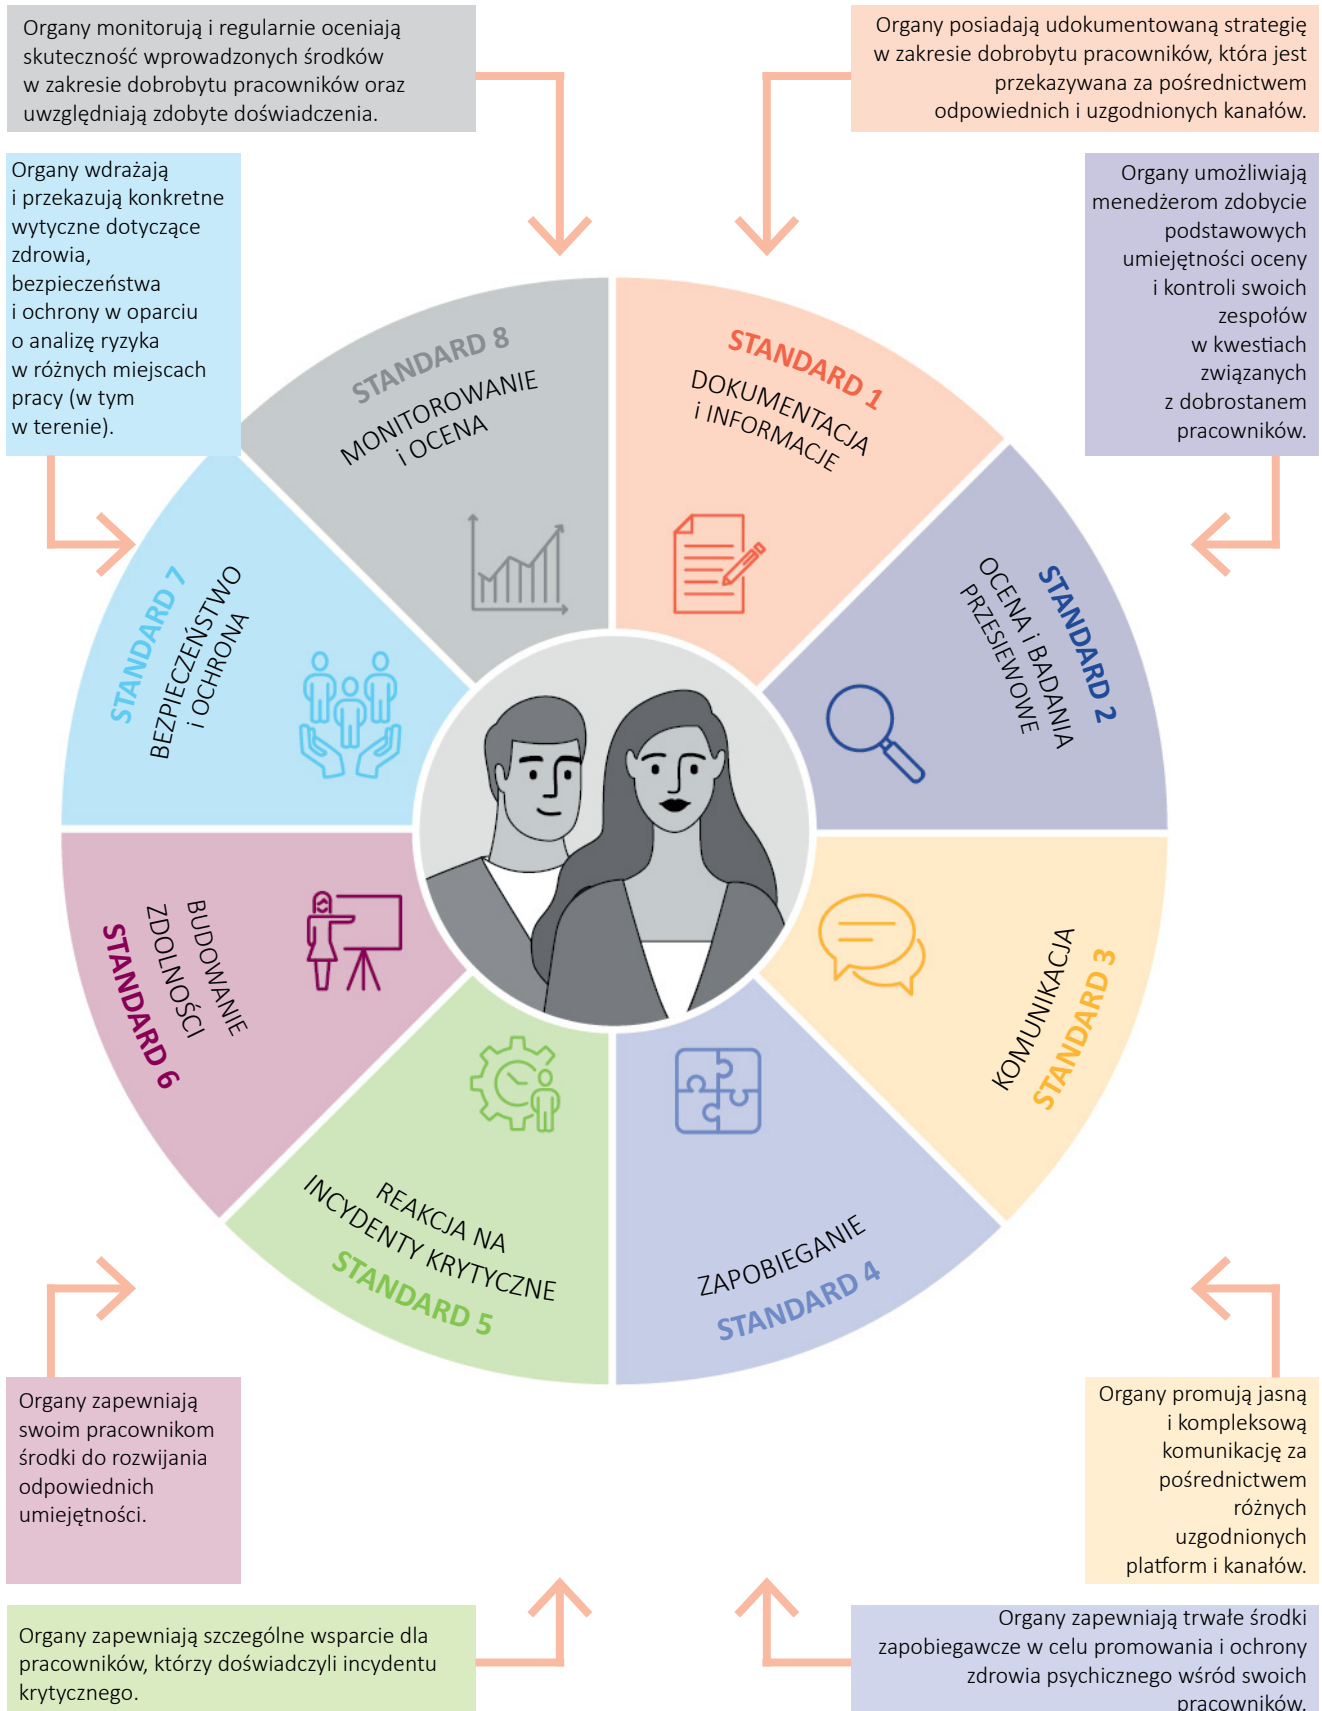 Organy monitorują i regularnie oceniają
skuteczność wprowadzonych środków
w zakresie dobrobytu pracowników oraz
uwzględniają zdobyte doświadczenia.
Organy posiadają udokumentowaną strategię
w zakresie dobrobytu pracowników, która jest
przekazywana za pośrednictwem
odpowiednich i uzgodnionych kanałów.
Organy wdrażają
i przekazują konkretne
wytyczne dotyczące
zdrowia,
bezpieczeństwa
i ochrony w oparciu
o analizę ryzyka
w różnych miejscach
pracy (w tym
w terenie).
Organy umożliwiają
menedżerom zdobycie
podstawowych
umiejętności oceny
i kontroli swoich
zespołów
w kwestiach
związanych
z dobrostanem
pracowników.
STANDARD 8
MONITOROWANIE
i OCENA
STANDARD 1
DOKUMENTACJA
i INFORMACJE
STANDARD 2
OCENA i BADANIA
PRZESIEWOWE
STANDARD 7
BEZPIECZEŃSTWO
i OCHRONA
BUDOWANIE
ZDOLNOŚCI
STANDARD 6
KOMUNIKACJA
STANDARD 3
REAKCJA NA
INCYDENTY KRYTYCZNE
STANDARD 5
ZAPOBIEGANIE
STANDARD 4
Organy zapewniają
swoim pracownikom
środki do rozwijania
odpowiednich
umiejętności.
Organy promują jasną
i kompleksową
komunikację za
pośrednictwem
różnych
uzgodnionych
platform i kanałów.
Organy zapewniają szczególne wsparcie dla
pracowników, którzy doświadczyli incydentu
krytycznego.
Organy zapewniają trwałe środki
zapobiegawcze w celu promowania i ochrony
zdrowia psychicznego wśród swoich
pracowników.